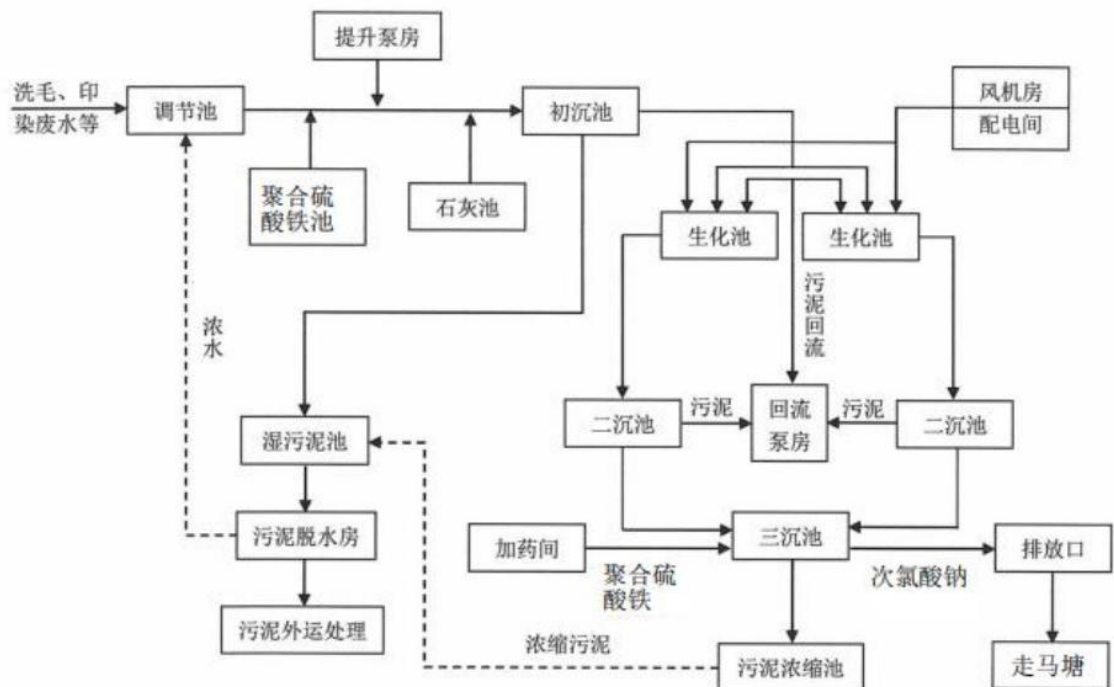 提升泵房
洗毛、印
染废水等
调节池
初沉池
风机房
配电间
聚合硫
酸铁池
石灰池
生化池
生化池
污泥回流
浓水
二沉池
污泥
回流
泵房
污泥
二沉池
湿污泥池
污泥脱水房
加药间
三沉池
排放口
聚合硫
酸铁
次氯酸钠
污泥外运处理
浓缩污泥
污泥浓缩池
走马塘